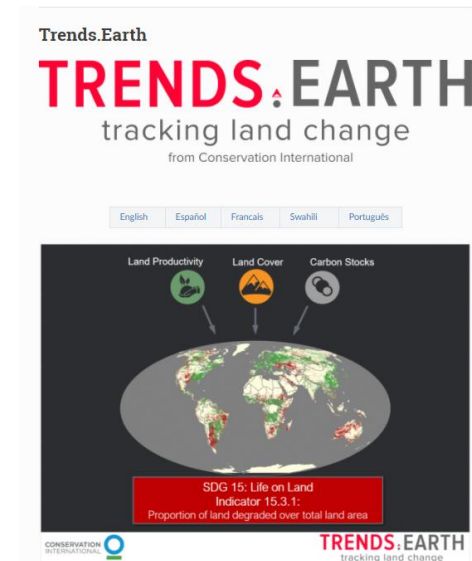 Trends.Earth
TRENDS.EARTH
tracking land change
from Conservation International
English Español Francais Swahili Português
Land Productivity Land Cover Carbon Stocks
SDG 15: Life on Land
Indicator 15.3.1:
Proportion of land degraded over total land area
CONSERVATION
INTERNATIONAL
TRENDS.EARTH
tracking land change